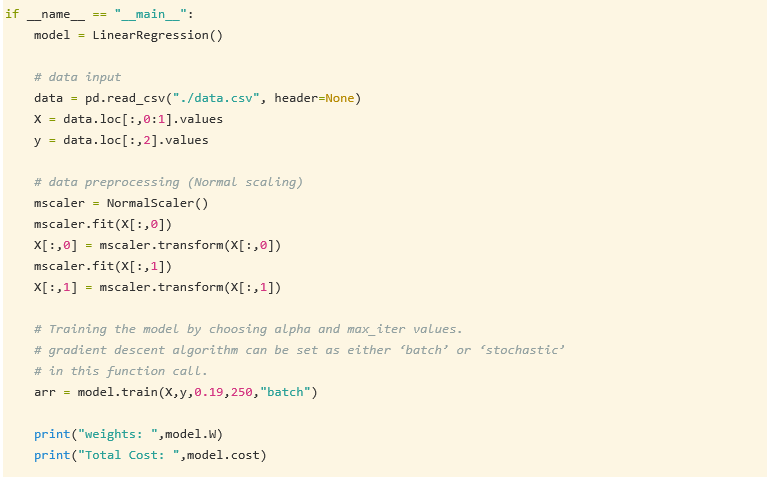 if __name__ == "__main__":
    model = LinearRegression()

    # data input
    data = pd.read_csv("./data.csv", header=None)
    X = data.loc[:,0:1].values
    y = data.loc[:,2].values

    # data preprocessing (Normal scaling)
    mscaler = NormalScaler()
    mscaler.fit(X[:,0])
    X[:,0] = mscaler.transform(X[:,0])
    mscaler.fit(X[:,1])
    X[:,1] = mscaler.transform(X[:,1])

    # Training the model by choosing alpha and max_iter values.
    # gradient descent algorithm can be set as either ‘batch’ or ‘stochastic’
    # in this function call.
    arr = model.train(X,y,0.19,250,"batch")

    print("weights: ",model.W)
    print("Total Cost: ",model.cost)